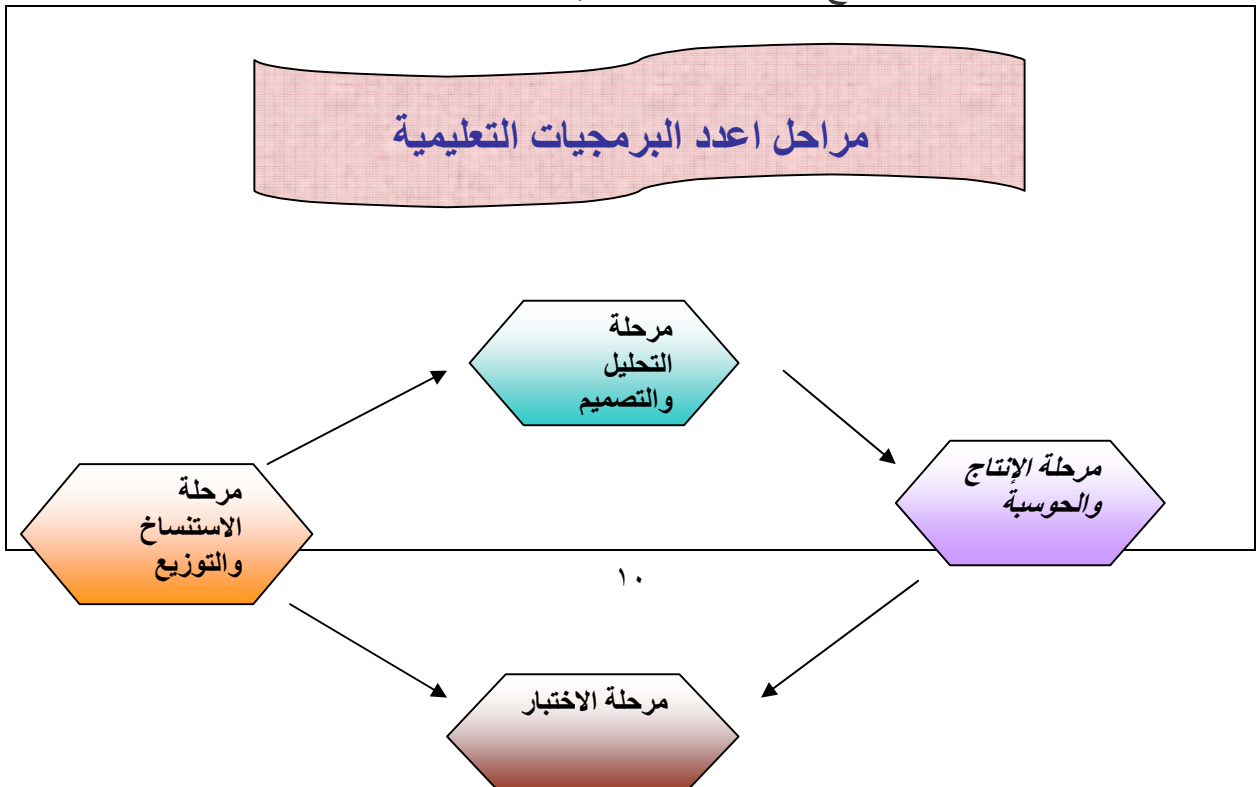 مراحل اعدد البرمجيات التعليمية
مرحلة
التحليل
والتصميم
مرحلة الإنتاج
والحوسبة
مرحلة
الاستنساخ
والتوزيع
١٠
مرحلة الاختبار